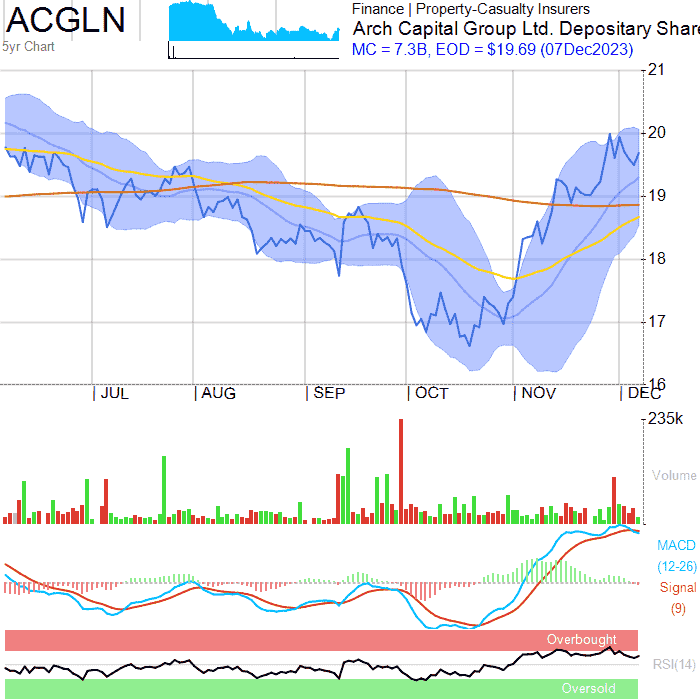 ACGLN
5yr Chart
Finance | Property-Casualty Insurers
Arch Capital Group Ltd. Depositary Share
MC = 7.3B, EOD = $19.69 (07Dec2023)
21
20
19
18
17
16
JUL AUG SEP OCT NOV DEC
235k
Volume
MACD
(12-26)
Signal
(9)
Overbought
RSI(14)
Oversold